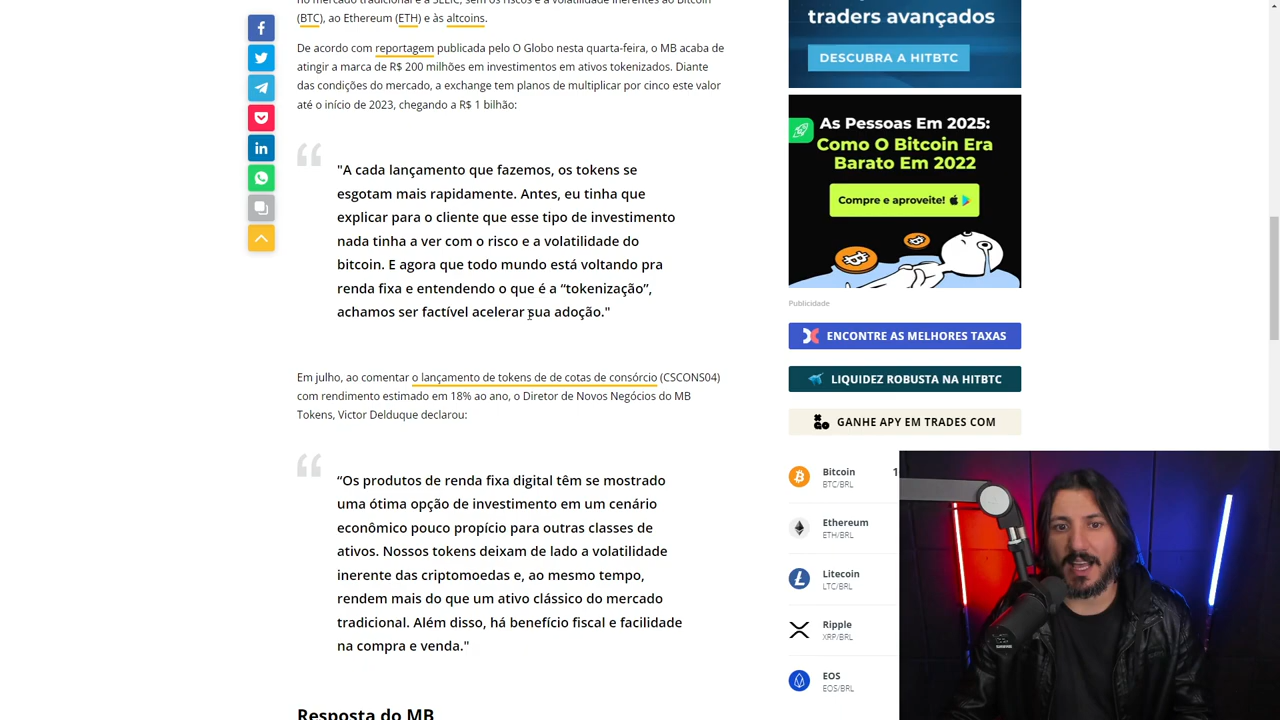 (BTC), ao Ethereum (ETH) e às altcoins.
De acordo com reportagem publicada pelo O Globo nesta quarta-feira, o MB acaba de
atingir a marca de R$ 200 milhões em investimentos em ativos tokenizados. Diante
das condições do mercado, a exchange tem planos de multiplicar por cinco este valor
até o início de 2023, chegando a R$ 1 bilhão:
"A cada lançamento que fazemos, os tokens se
esgotam mais rapidamente. Antes, eu tinha que
explicar para o cliente que esse tipo de investimento
nada tinha a ver com o risco e a volatilidade do
bitcoin. E agora que todo mundo está voltando pra
renda fixa e entendendo o que é a “tokenização”,
achamos ser factível acelerar sua adoção."
Em julho, ao comentar o lançamento de tokens de de cotas de consórcio (CSCONS04)
com rendimento estimado em 18% ao ano, o Diretor de Novos Negócios do MB
Tokens, Victor Delduque declarou:
“Os produtos de renda fixa digital têm se mostrado
uma ótima opção de investimento em um cenário
econômico pouco propício para outras classes de
ativos. Nossos tokens deixam de lado a volatilidade
inerente das criptomoedas e, ao mesmo tempo,
rendem mais do que um ativo clássico do mercado
tradicional. Além disso, há benefício fiscal e facilidade
na compra e venda."
Resposta do MB
traders avançados
DESCUBRA A HITBTC
As Pessoas Em 2025:
Como O Bitcoin Era
Barato Em 2022
Compre e aproveite!
Publicidade
ENCONTRE AS MELHORES TAXAS
LIQUIDEZ ROBUSTA NA HITBTC
GANHE APY EM TRADES COM
Bitcoin 1
BTC/BRL
Ethereum
ETH/BRL
Litecoin
LTC/BRL
Ripple
XRP/BRL
EOS
EOS/BRL